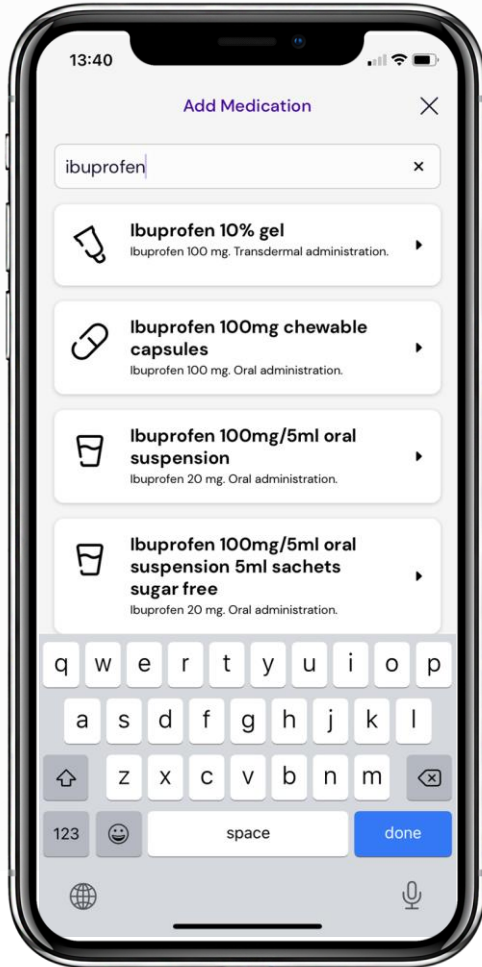 13:40
Add Medication
ibuprofen
Ibuprofen 10% gel
Ibuprofen 100 mg. Transdermal administration.
Ibuprofen 100mg chewable
capsules
Ibuprofen 100 mg. Oral administration.
Ibuprofen 100mg/5ml oral
suspension
Ibuprofen 20 mg. Oral administration.
Ibuprofen 100mg/5ml oral
suspension 5ml sachets
sugar free
Ibuprofen 20 mg. Oral administration.
q w e r t y u i o p
a s d f g h j k l
z x c v b n m
123 space done